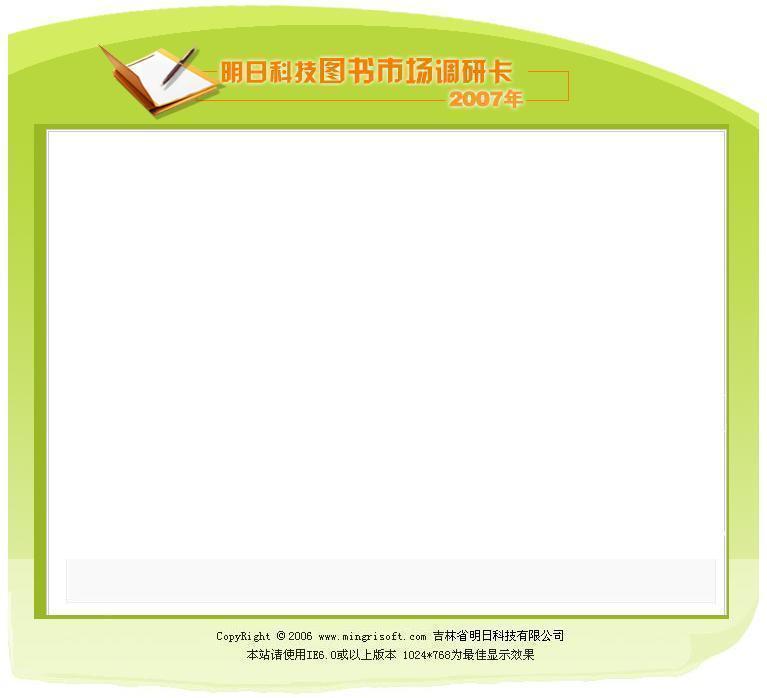 明日科技图书市场调研卡
2007年
CopyRight © 2006 www.mingrisoft.com 吉林省明日科技有限公司
本站请使用IE6.0或以上版本 1024*768为最佳显示效果